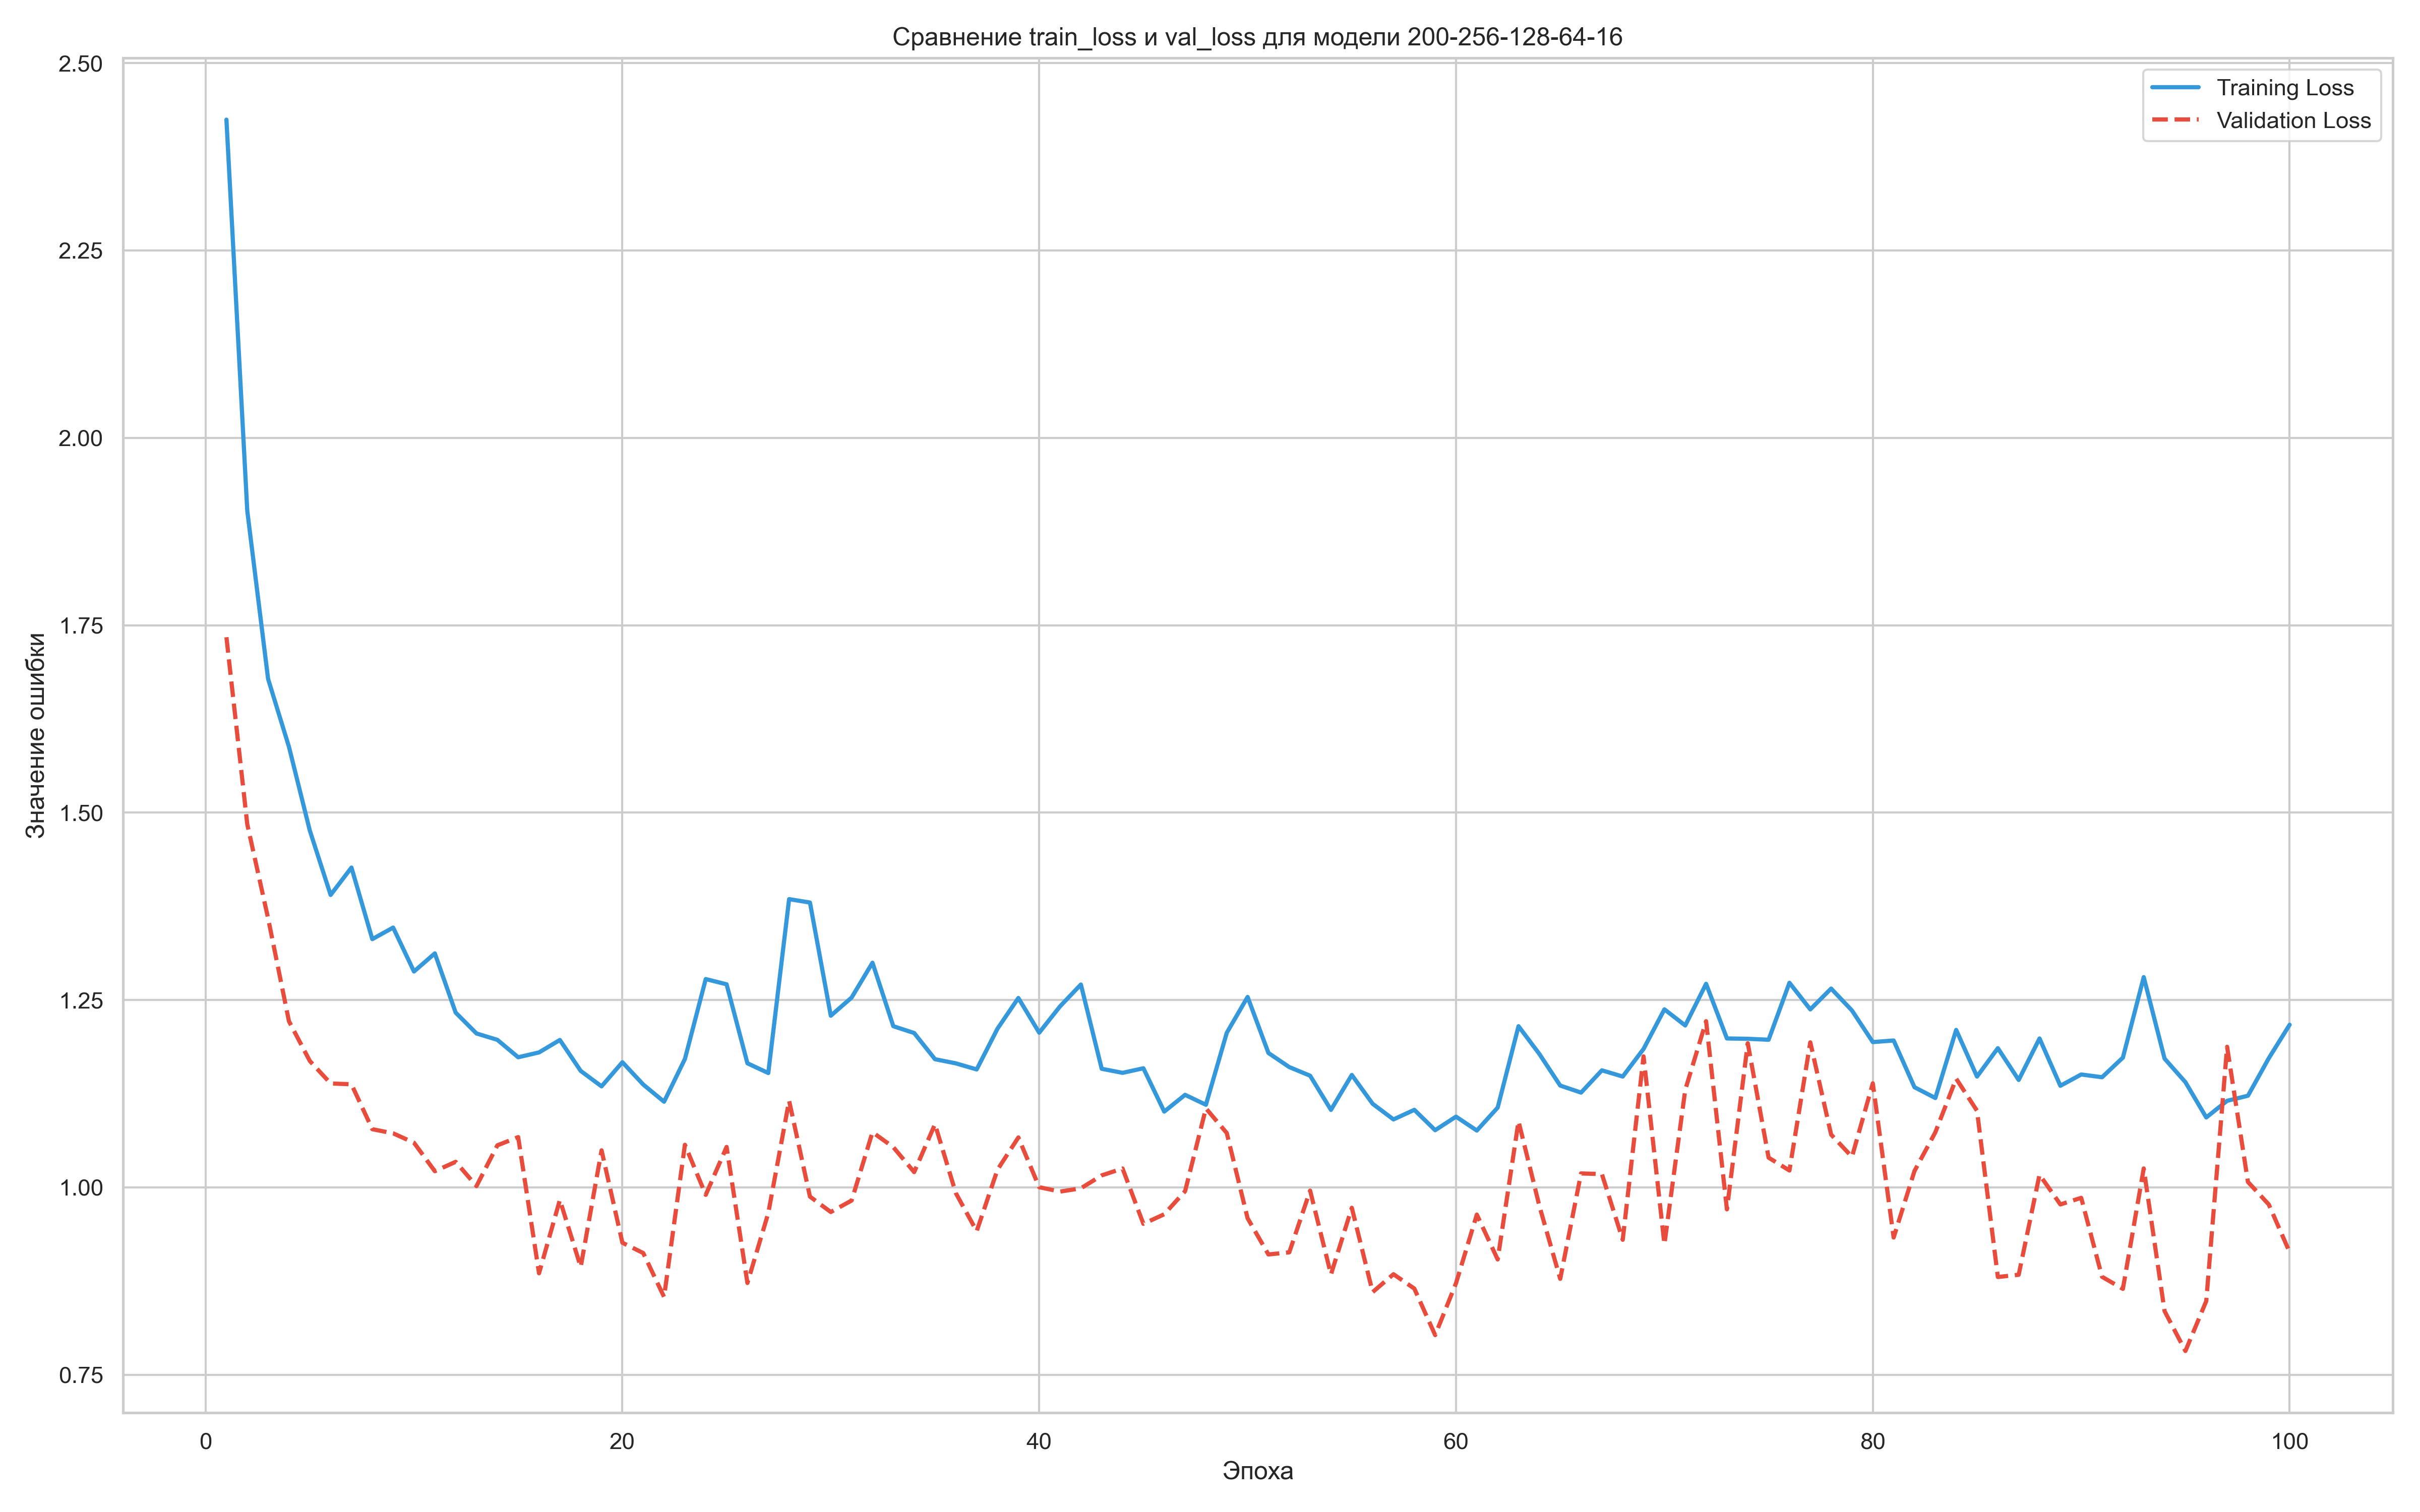 Сравнение train_loss и val_loss для модели 200-256-128-64-16
Training Loss
Validation Loss
2.50
2.25
2.00
1.75
1.50
1.25
1.00
0.75
Значение ошибки
0
20
40
60
80
100
Эпоха